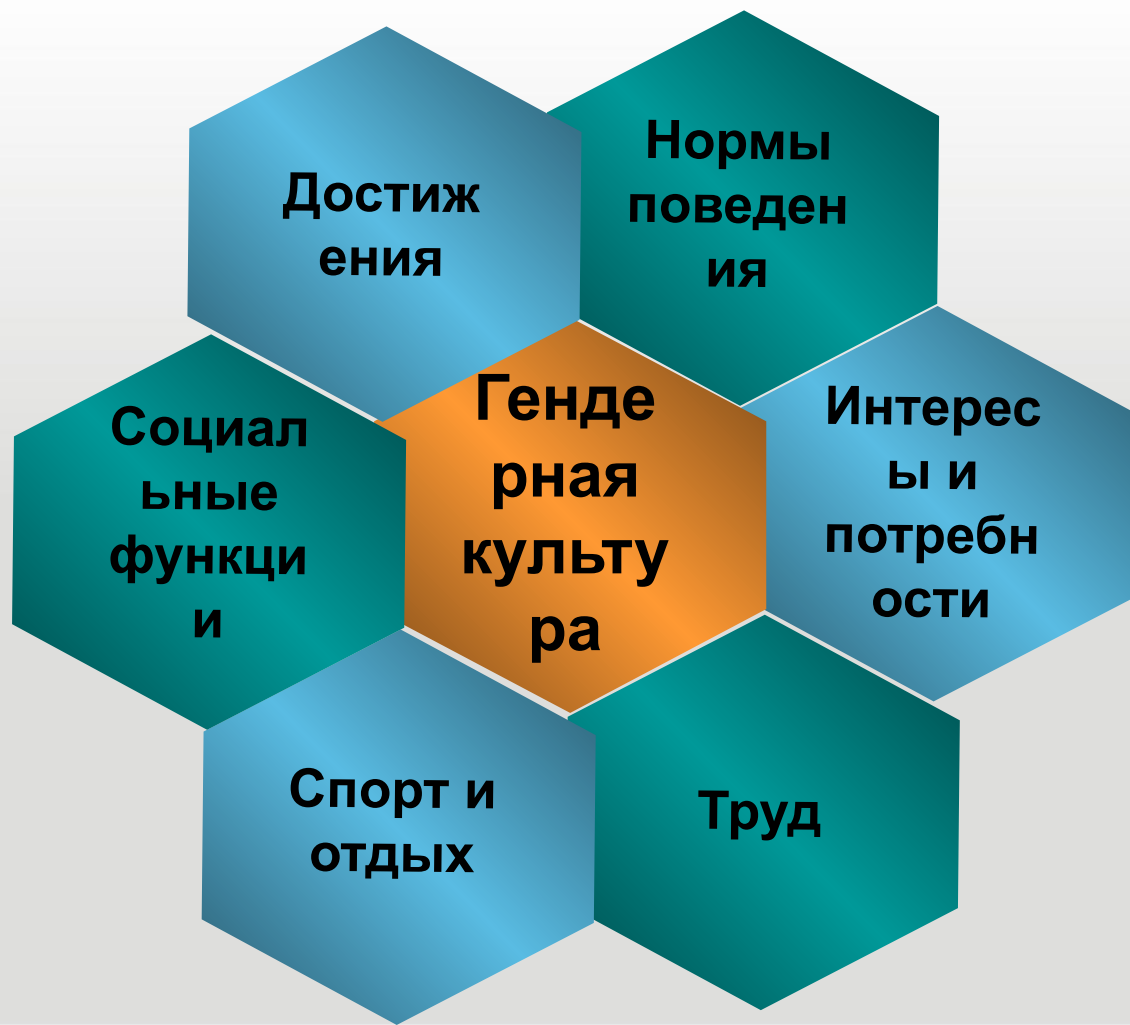 Достиж
ения
Нормы
поведен
ия
Социал
ьные
функци
и
Генде
рная
культу
ра
Интерес
ы и
потребн
ости
Спорт и
отдых
Труд